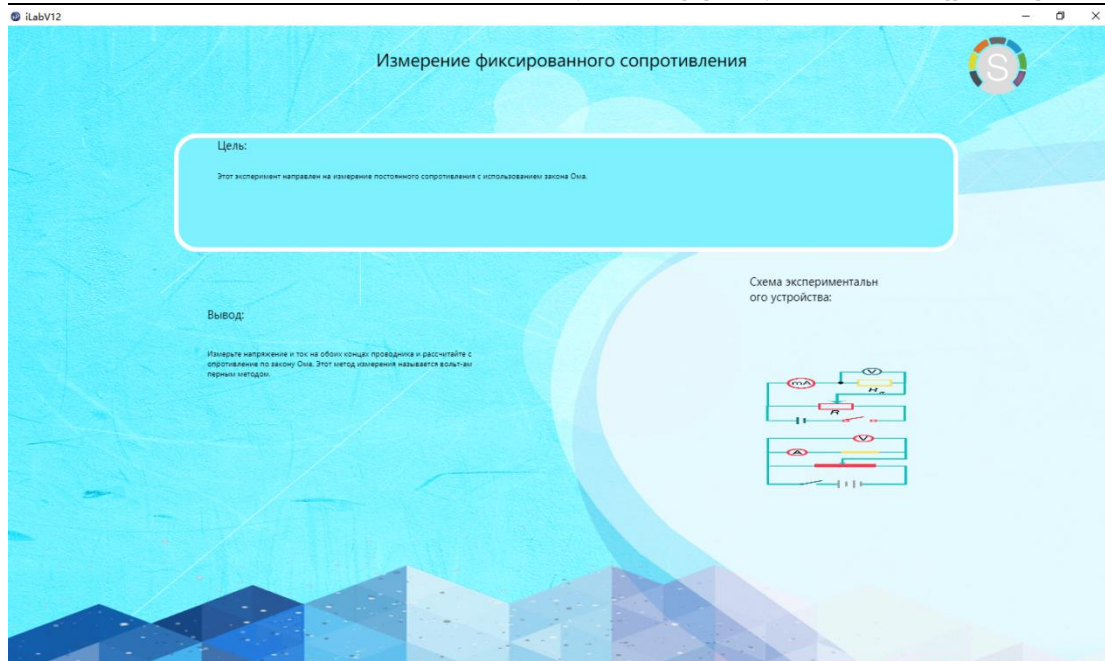 iLabV12
Измерение фиксированного сопротивления
S
Цель:
Этот эксперимент направлен на измерение постоянного сопротивления с использованием закона Ома.
Вывод:
Измерьте напряжение и ток на обоих концах проводника и рассчитайте с
опротивление по закону Ома. Этот метод измерения называется вольт-ам
перным методом.
Схема экспериментальн
ого устройства:
V
mA
R
V
A